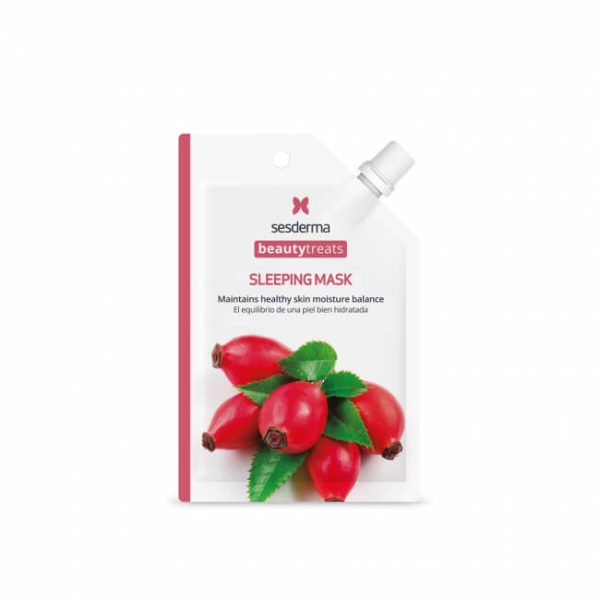 sesderma
beautytreats
SLEEPING MASK
Maintains healthy skin moisture balance
El equilibrio de una piel bien hidratada